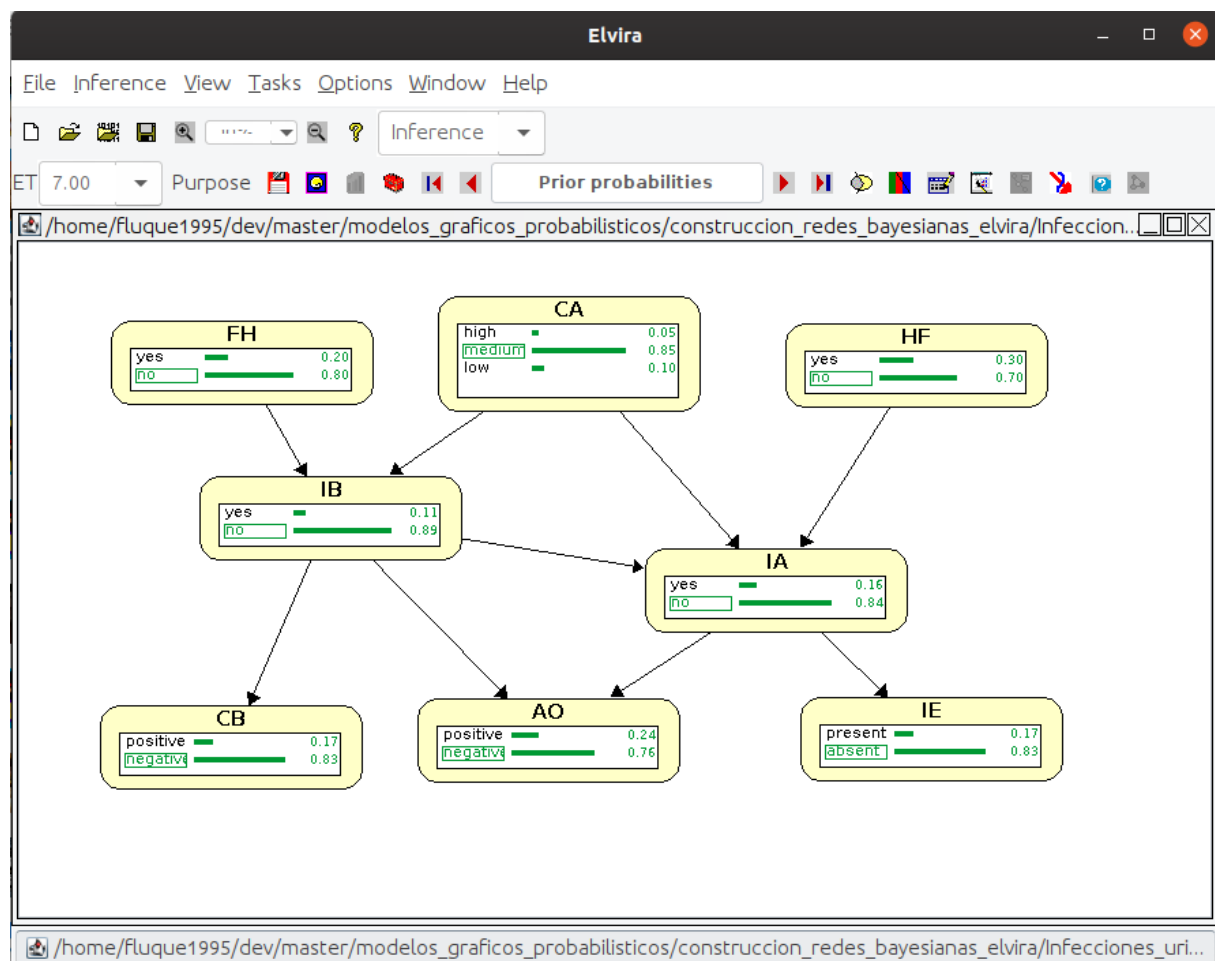 Elvira
File Inference View Tasks Options Window Help
Inference
ET 7.00 Purpose Prior probabilities
/home/fluque1995/dev/master/modelos_graficos_probabilisticos/construccion_redes_bayesianas_elvira/Infeccion...
CA
high 0.05
medium 0.85
low 0.10
FH
yes 0.20
no 0.80
HF
yes 0.30
no 0.70
IB
yes 0.11
no 0.89
IA
yes 0.16
no 0.84
CB
positive 0.17
negative 0.83
AO
positive 0.24
negative 0.76
IE
present 0.17
absent 0.83
/home/fluque1995/dev/master/modelos_graficos_probabilisticos/construccion_redes_bayesianas_elvira/Infecciones_uri...